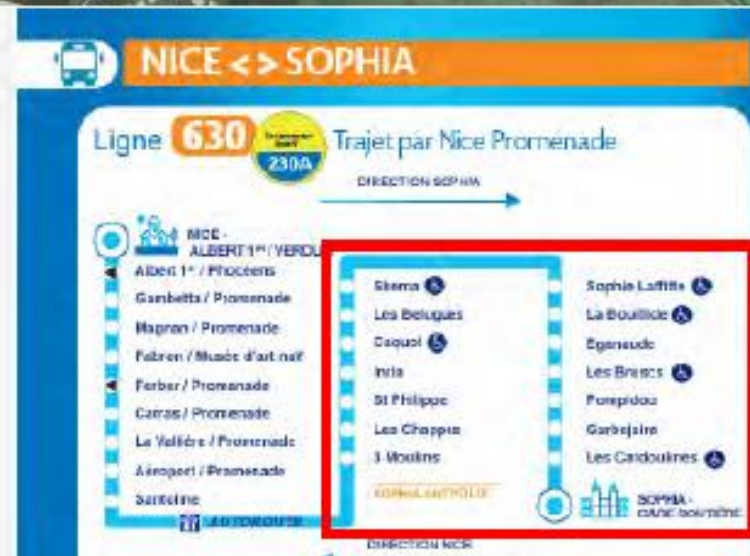 NICE < > SOPHIA
Ligne 630
230A
Trajet par Nice Promenade
DIRECTION SOPHIA
NICE -
ALBERT 1er / VERDU
Albert 1er / Phocéens
Gambetta / Promenade
Magnan / Promenade
Fabron / Musée d'art naïf
Ferber / Promenade
Carras / Promenade
La Vallière / Promenade
Aéroport / Promenade
Santoline
AUTOROUTE
Skema
Les Belugues
Caquot
Inria
St Philippe
Les Chappes
3 Moulins
SOPHIA ANTIPOLIS
Sophie Laffitte
La Bouillide
Eganaude
Les Bruscs
Pompidou
Garbejaire
Les Cardoulines
SOPHIA -
GARE ROUTIÈRE
DIRECTION NICE